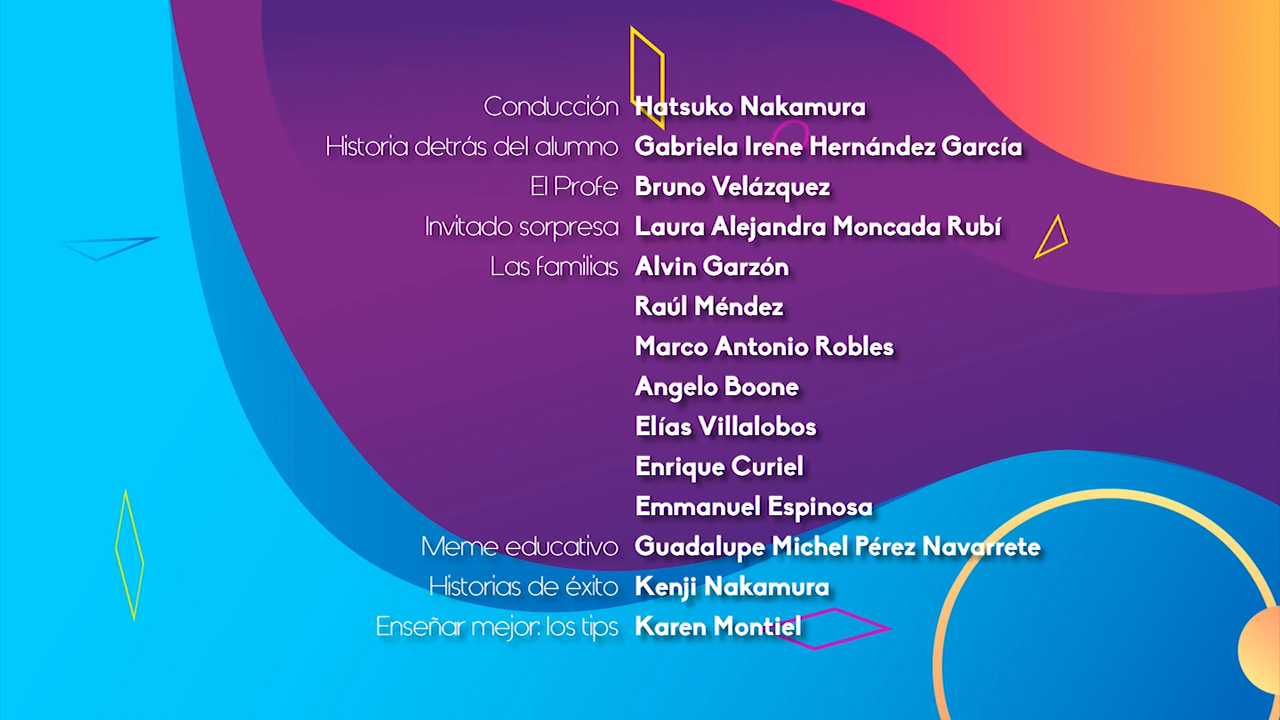 Conducción Hatsuko Nakamura
Historia detrás del alumno Gabriela Irene Hernández García
El Profe Bruno Velázquez
Invitado sorpresa Laura Alejandra Moncada Rubí
Las familias Alvin Garzón
Raúl Méndez
Marco Antonio Robles
Angelo Boone
Elías Villalobos
Enrique Curiel
Emmanuel Espinosa
Meme educativo Guadalupe Michel Pérez Navarrete
Historias de éxito Kenji Nakamura
Enseñar mejor: los tips Karen Montiel